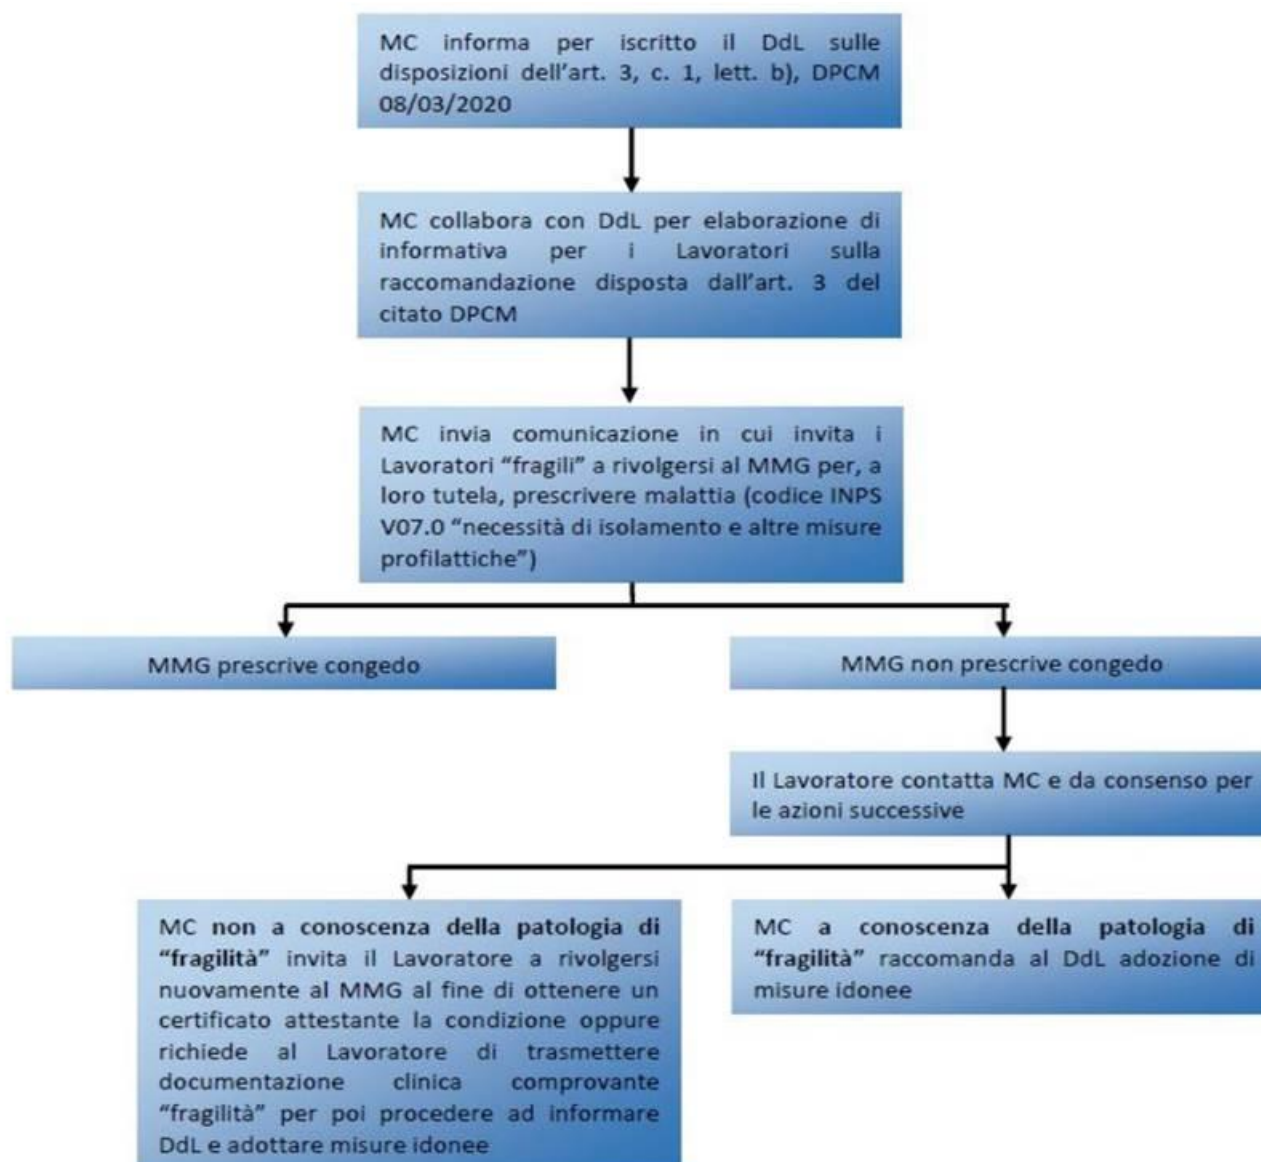 MC informa per iscritto il DdL sulle
disposizioni dell'art. 3, c. 1, lett. b), DPCM
08/03/2020
MC collabora con DdL per elaborazione di
informativa per i Lavoratori sulla
raccomandazione disposta dall'art. 3 del
citato DPCM
MC invia comunicazione in cui invita i
Lavoratori “fragili” a rivolgersi al MMG per, a
loro tutela, prescrivere malattia (codice INPS
V07.0 “necessità di isolamento e altre misure
profilattiche”)
MMG prescrive congedo
MMG non prescrive congedo
Il Lavoratore contatta MC e da consenso per
le azioni successive
MC non a conoscenza della patologia di
“fragilità” invita il Lavoratore a rivolgersi
nuovamente al MMG al fine di ottenere un
certificato attestante la condizione oppure
richiede al Lavoratore di trasmettere
documentazione clinica comprovante
“fragilità” per poi procedere ad informare
DdL e adottare misure idonee
MC a conoscenza della patologia di
“fragilità” raccomanda al DdL adozione di
misure idonee